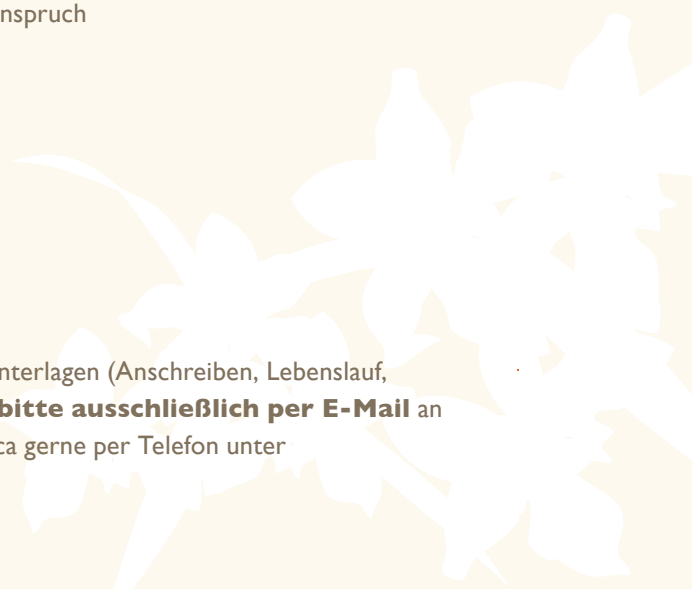 nspruch
nterlagen (Anschreiben, Lebenslauf,
bitte ausschließlich per E-Mail an
ca gerne per Telefon unter